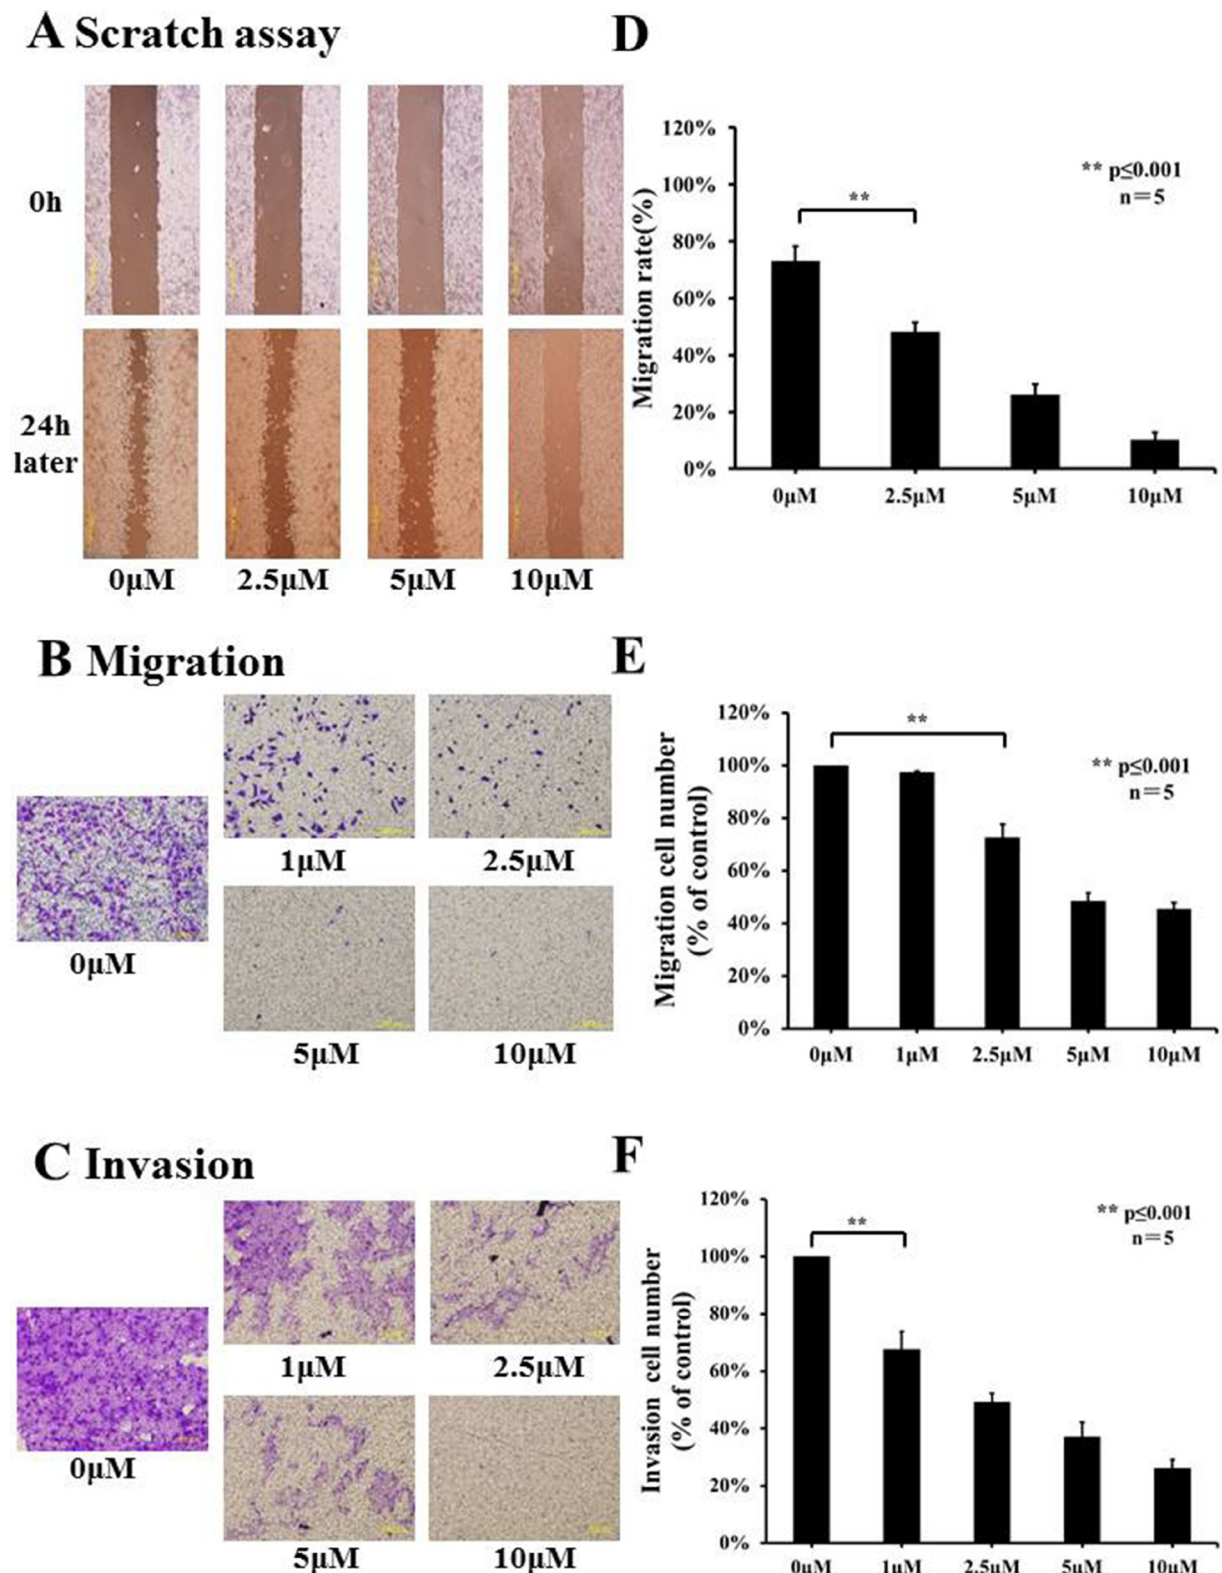 A Scratch assay
0h
24h
later
0μM
2.5μM
5μM
10μM
B Migration
0μM
1μM
2.5μM
5μM
10μM
C Invasion
0μM
1μM
2.5μM
5μM
10μM
D
Migration rate(%)
120%
100%
80%
60%
40%
20%
0%
**
** p≤0.001
n=5
0μM
2.5μM
5μM
10μM
E
Migration cell number
(% of control)
120%
100%
80%
60%
40%
20%
0%
**
** p≤0.001
n=5
0μM
1μM
2.5μM
5μM
10μM
F
Invasion cell number
(% of control)
120%
100%
80%
60%
40%
20%
0%
**
** p≤0.001
n=5
0μM
1μM
2.5μM
5μM
10μM